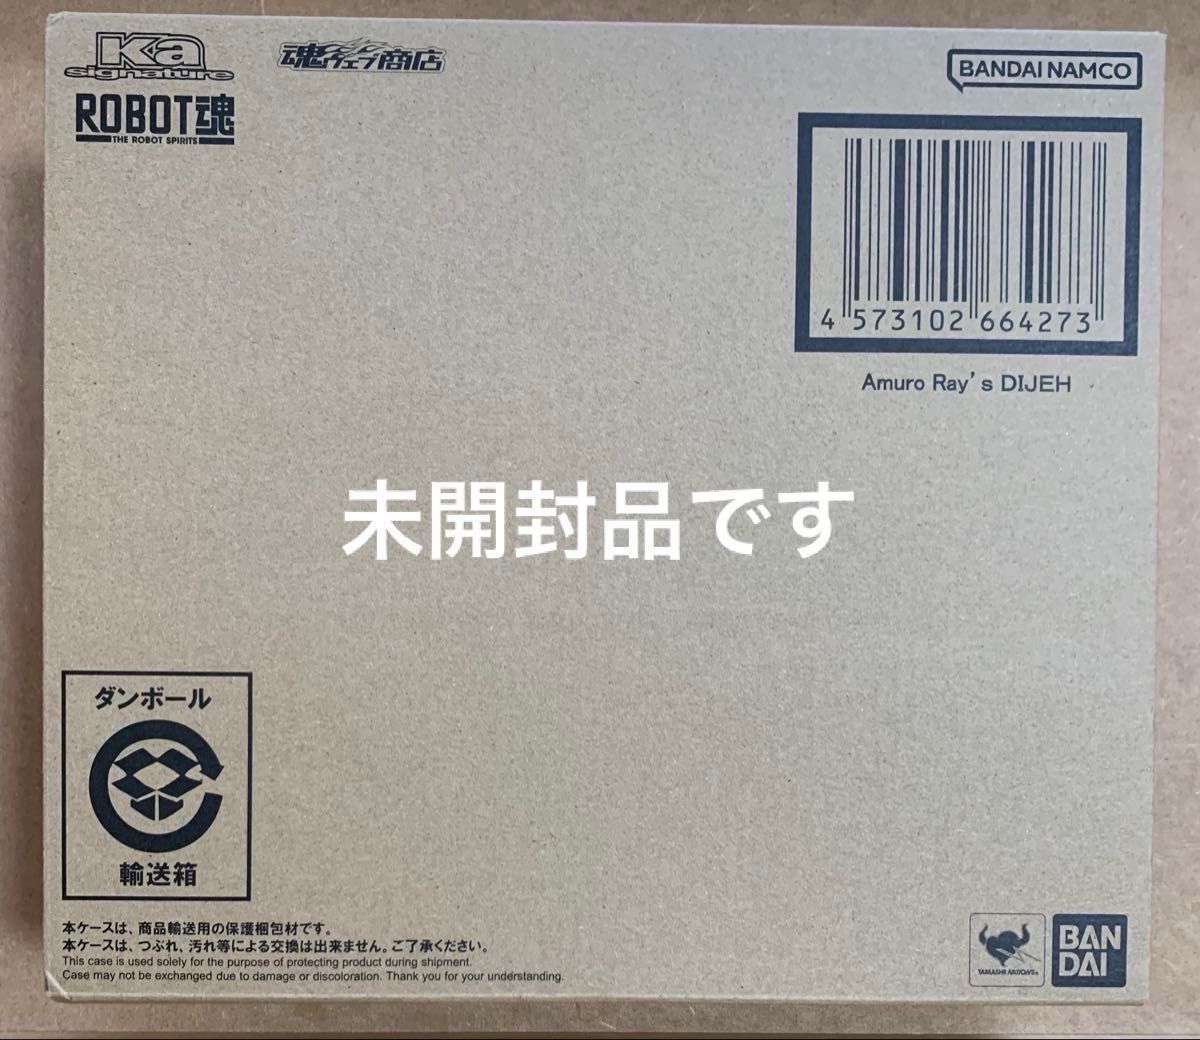 Ka
signature
魂ウェブ商店
ROBOT魂
THE ROBOT SPIRITS
BANDAI NAMCO
4 573102 664273
Amuro Ray's DIJEH
未開封品です
ダンボール
輸送箱
本ケースは、商品輸送用の保護梱包材です。
本ケースは、つぶれ、汚れ等による交換は出来ません。ご了承ください。
This case is used solely for the purpose of protecting product during shipment.
Case may not be exchanged due to damage or discoloration. Thank you for your understanding.
TAMASHII NATIONS
BAN
DAI